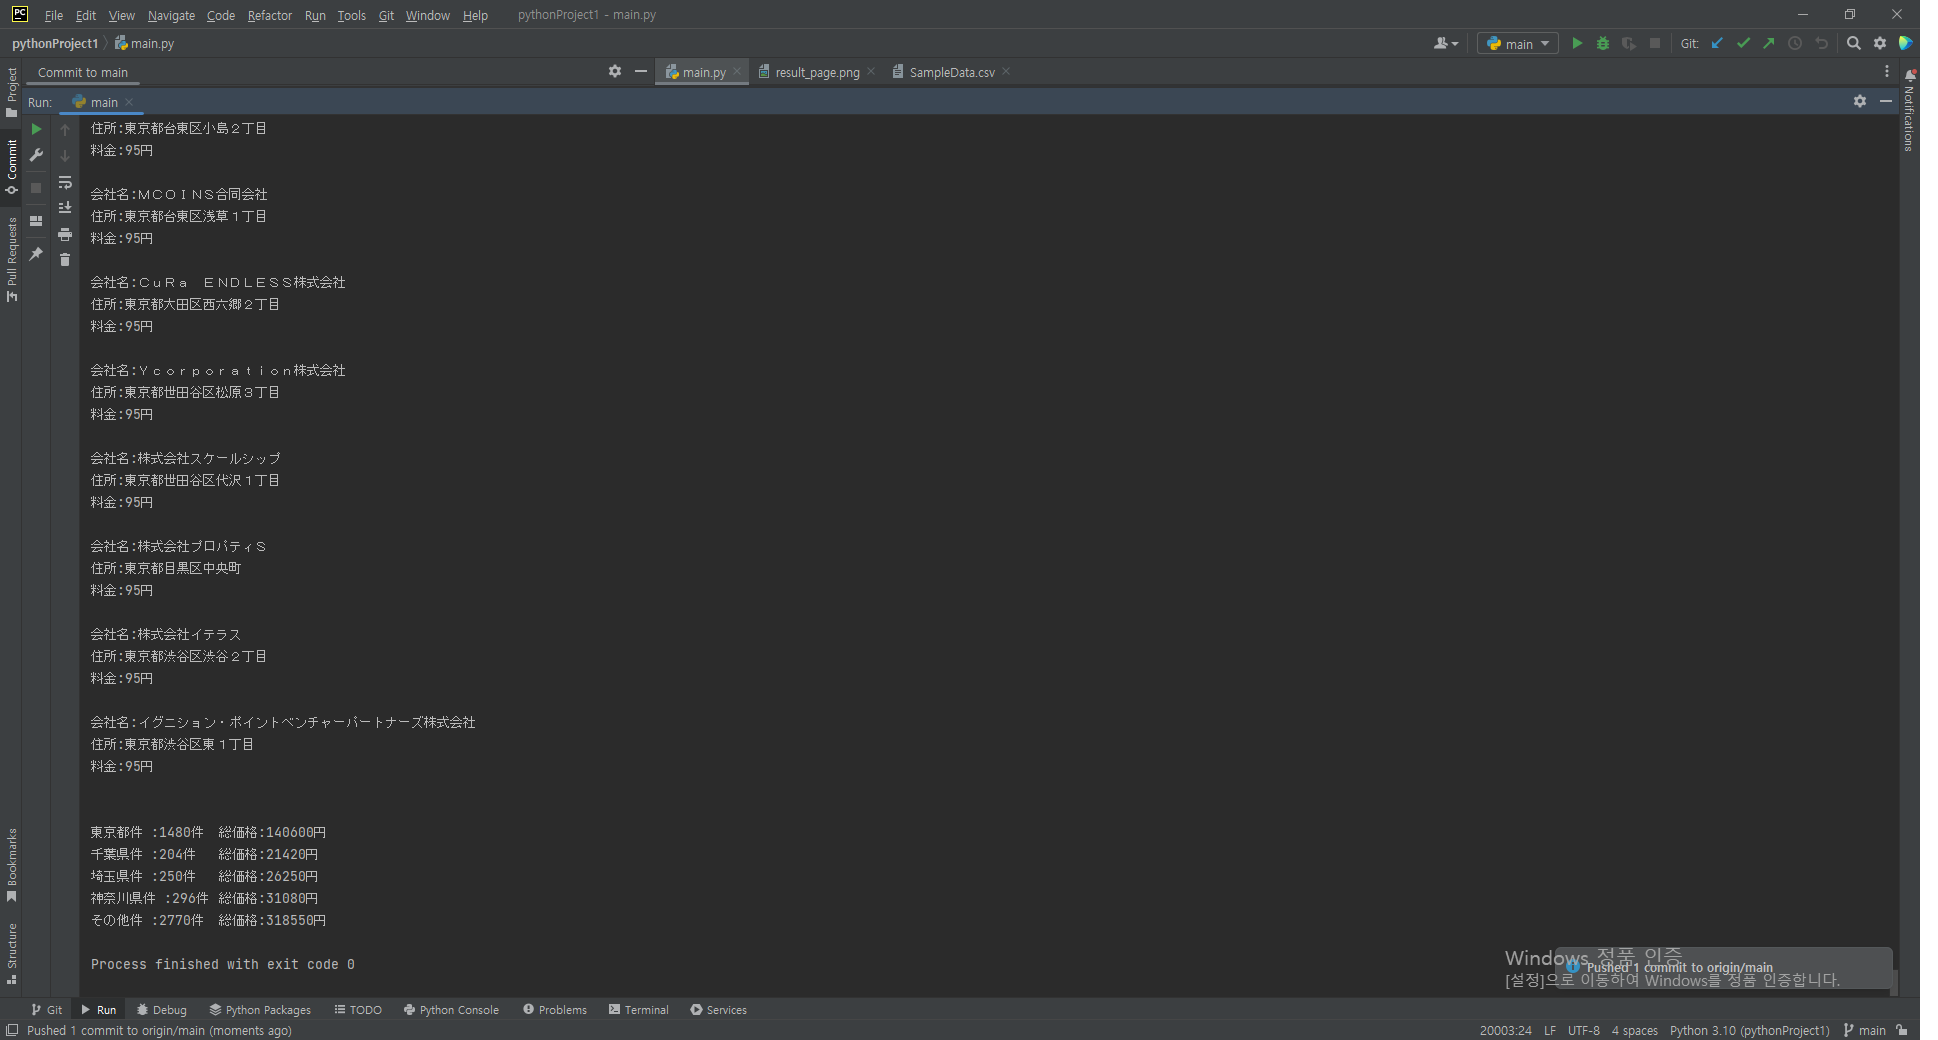 PC File Edit View Navigate Code Refactor Run Tools Git Window Help pythonProject1 - main.py
pythonProject1 main.py main Git:
Project Commit to main main.py result_page.png SampleData.csv
Run: main
Notifications
Commit
Pull Requests
住所:東京都台東区小島２丁目
料金:95円
会社名:ＭＣＯＩＮＳ合同会社
住所:東京都台東区浅草１丁目
料金:95円
会社名:ＣｕＲａ　ＥＮＤＬＥＳＳ株式会社
住所:東京都大田区西六郷２丁目
料金:95円
会社名:Ｙｃｏｒｐｏｒａｔｉｏｎ株式会社
住所:東京都世田谷区松原３丁目
料金:95円
会社名:株式会社スケールシップ
住所:東京都世田谷区代沢１丁目
料金:95円
会社名:株式会社プロパティＳ
住所:東京都目黒区中央町
料金:95円
会社名:株式会社イテラス
住所:東京都渋谷区渋谷２丁目
料金:95円
会社名:イグニション・ポイントベンチャーパートナーズ株式会社
住所:東京都渋谷区東１丁目
料金:95円
東京都件 :1480件 総価格:140600円
千葉県件 :204件 総価格:21420円
埼玉県件 :250件 総価格:26250円
神奈川県件 :296件 総価格:31080円
その他件 :2770件 総価格:318550円
Process finished with exit code 0
Bookmarks
Structure
Windows 정품 인증
Pushed 1 commit to origin/main
[설정]으로 이동하여 Windows를 정품 인증합니다.
Git Run Debug Python Packages TODO Python Console Problems Terminal Services
Pushed 1 commit to origin/main (moments ago) 20003:24 LF UTF-8 4 spaces Python 3.10 (pythonProject1) main